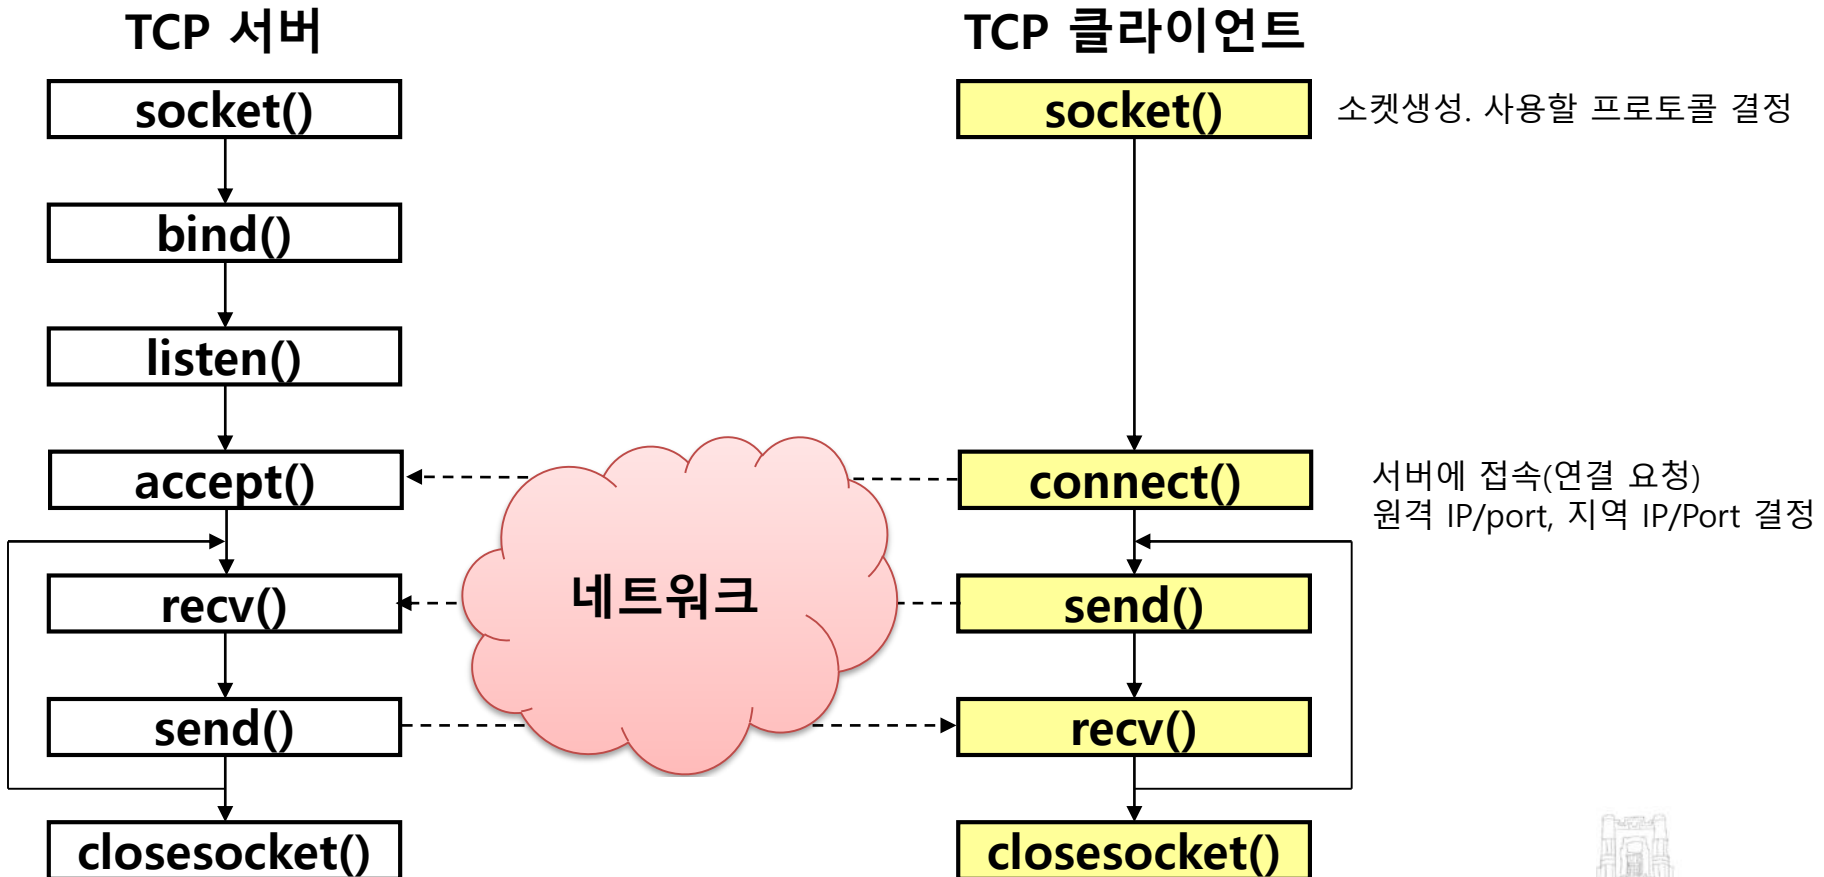 TCP 서버
socket()
bind()
listen()
accept()
recv()
send()
closesocket()
네트워크
TCP 클라이언트
socket()
소켓생성. 사용할 프로토콜 결정
connect()
서버에 접속(연결 요청)
원격 IP/port, 지역 IP/Port 결정
send()
recv()
closesocket()